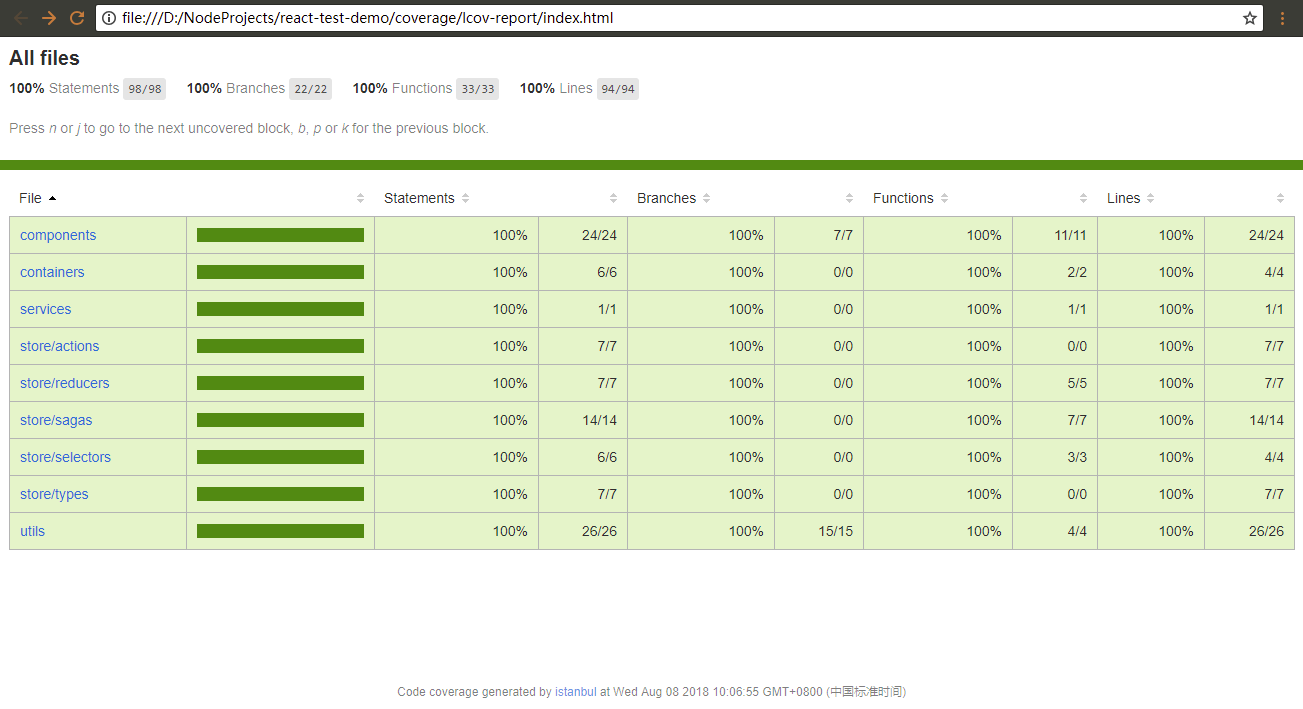 file:///D:/NodeProjects/react-test-demo/coverage/lcov-report/index.html
All files
100% Statements 98/98 100% Branches 22/22 100% Functions 33/33 100% Lines 94/94
Press n or j to go to the next uncovered block, b, p or k for the previous block.
File Statements Branches Functions Lines
components 100% 24/24 100% 7/7 100% 11/11 100% 24/24
containers 100% 6/6 100% 0/0 100% 2/2 100% 4/4
services 100% 1/1 100% 0/0 100% 1/1 100% 1/1
store/actions 100% 7/7 100% 0/0 100% 0/0 100% 7/7
store/reducers 100% 7/7 100% 0/0 100% 5/5 100% 7/7
store/sagas 100% 14/14 100% 0/0 100% 7/7 100% 14/14
store/selectors 100% 6/6 100% 0/0 100% 3/3 100% 4/4
store/types 100% 7/7 100% 0/0 100% 0/0 100% 7/7
utils 100% 26/26 100% 15/15 100% 4/4 100% 26/26
Code coverage generated by istanbul at Wed Aug 08 2018 10:06:55 GMT+0800 (中国标准时间)